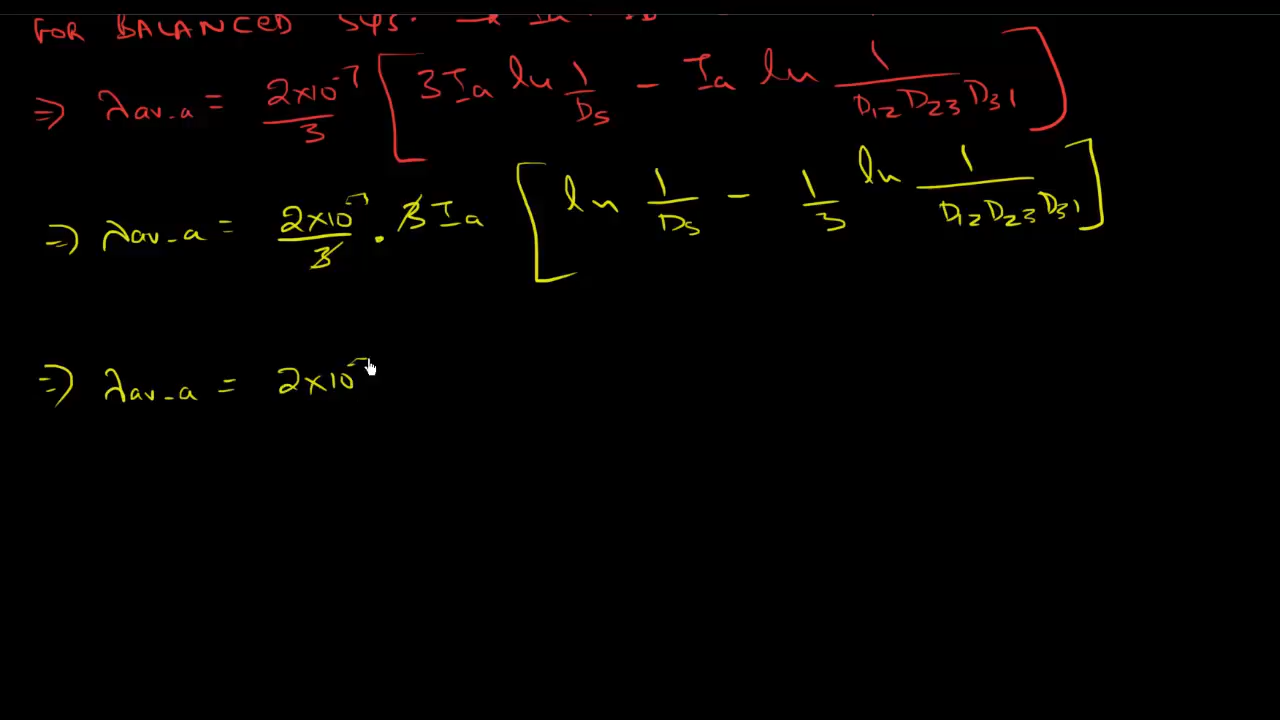 FOR BALANCED SYS. →
⇒ λav-a = 2×10⁻⁷/3 [3Ia ln 1/Ds − Ia ln 1/D12D23D31]
⇒ λav-a = 2×10⁻⁷/3 · 3Ia [ln 1/Ds − 1/3 ln 1/D12D23D31]
⇒ λav-a = 2×10⁻